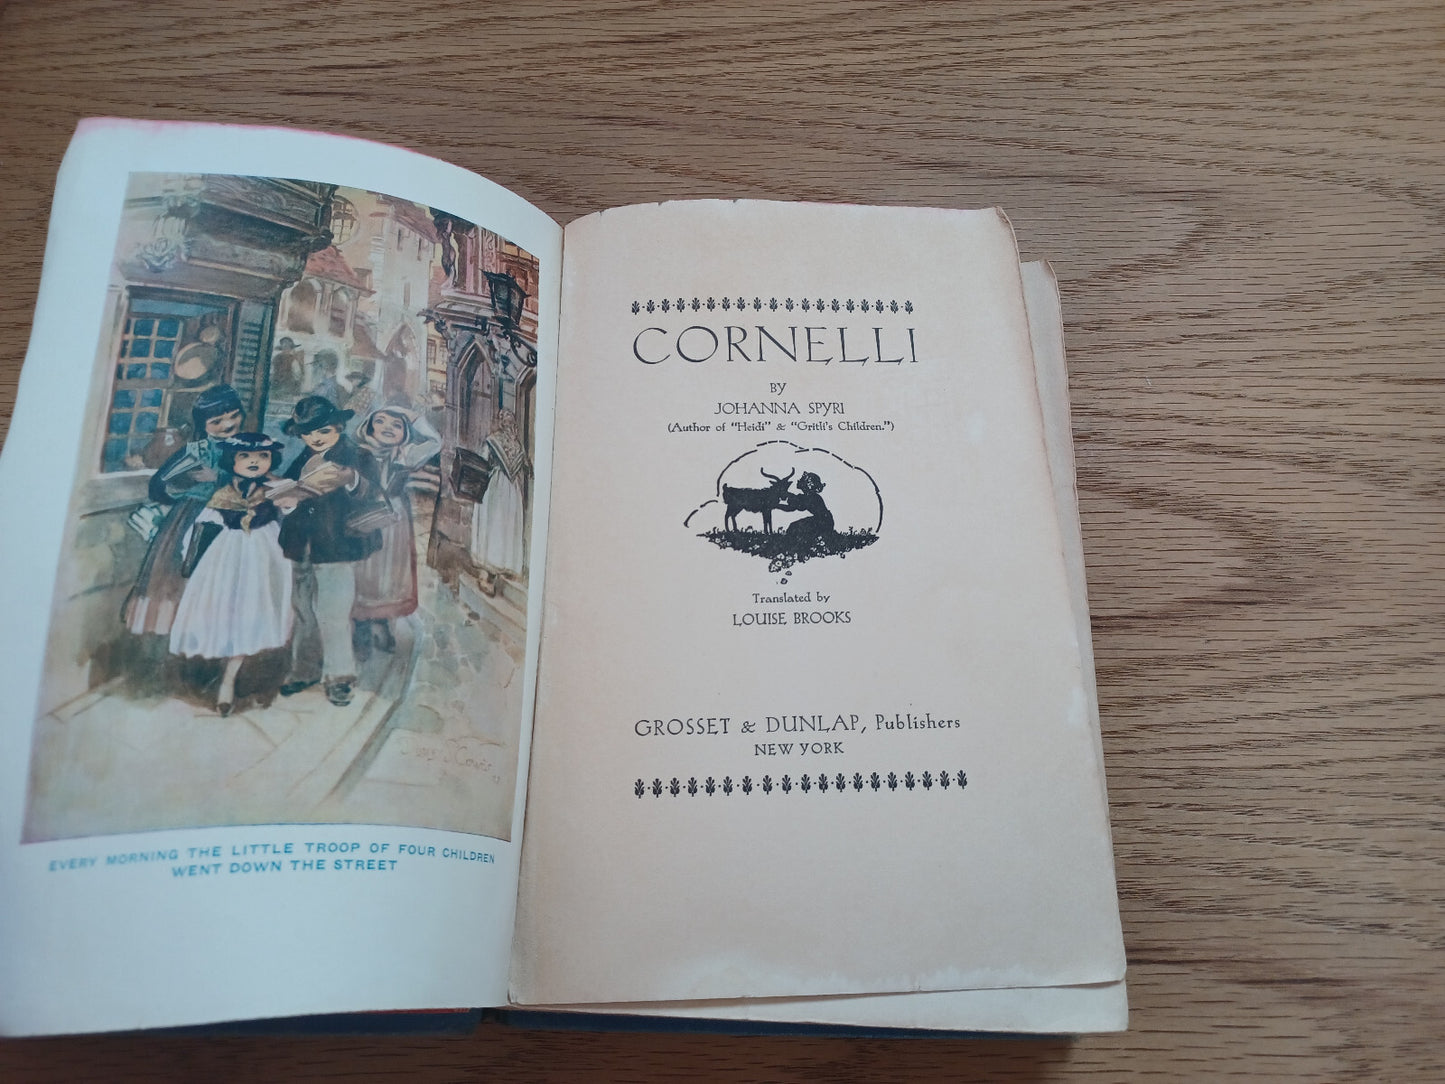 EVERY MORNING THE LITTLE TROOP OF FOUR CHILDREN
WENT DOWN THE STREET
CORNELLI
BY
JOHANNA SPYRI
(Author of "Heidi" & "Gritli's Children.")
Translated by
LOUISE BROOKS
GROSSET & DUNLAP, Publishers
NEW YORK